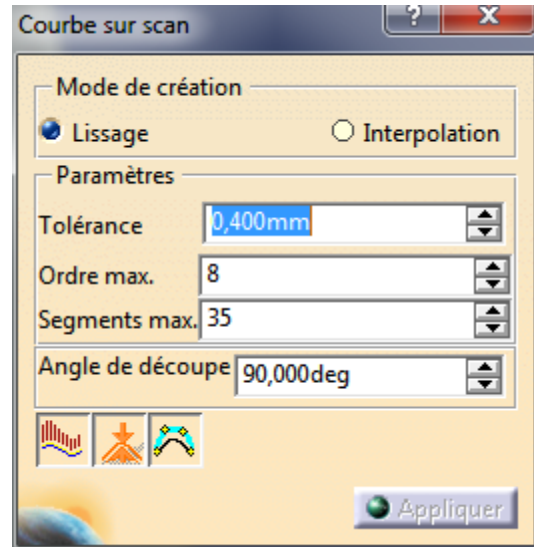 Courbe sur scan
?
x
Mode de création
Lissage
Interpolation
Paramètres
Tolérance 0,400mm
Ordre max. 8
Segments max. 35
Angle de découpe 90,000deg
Appliquer